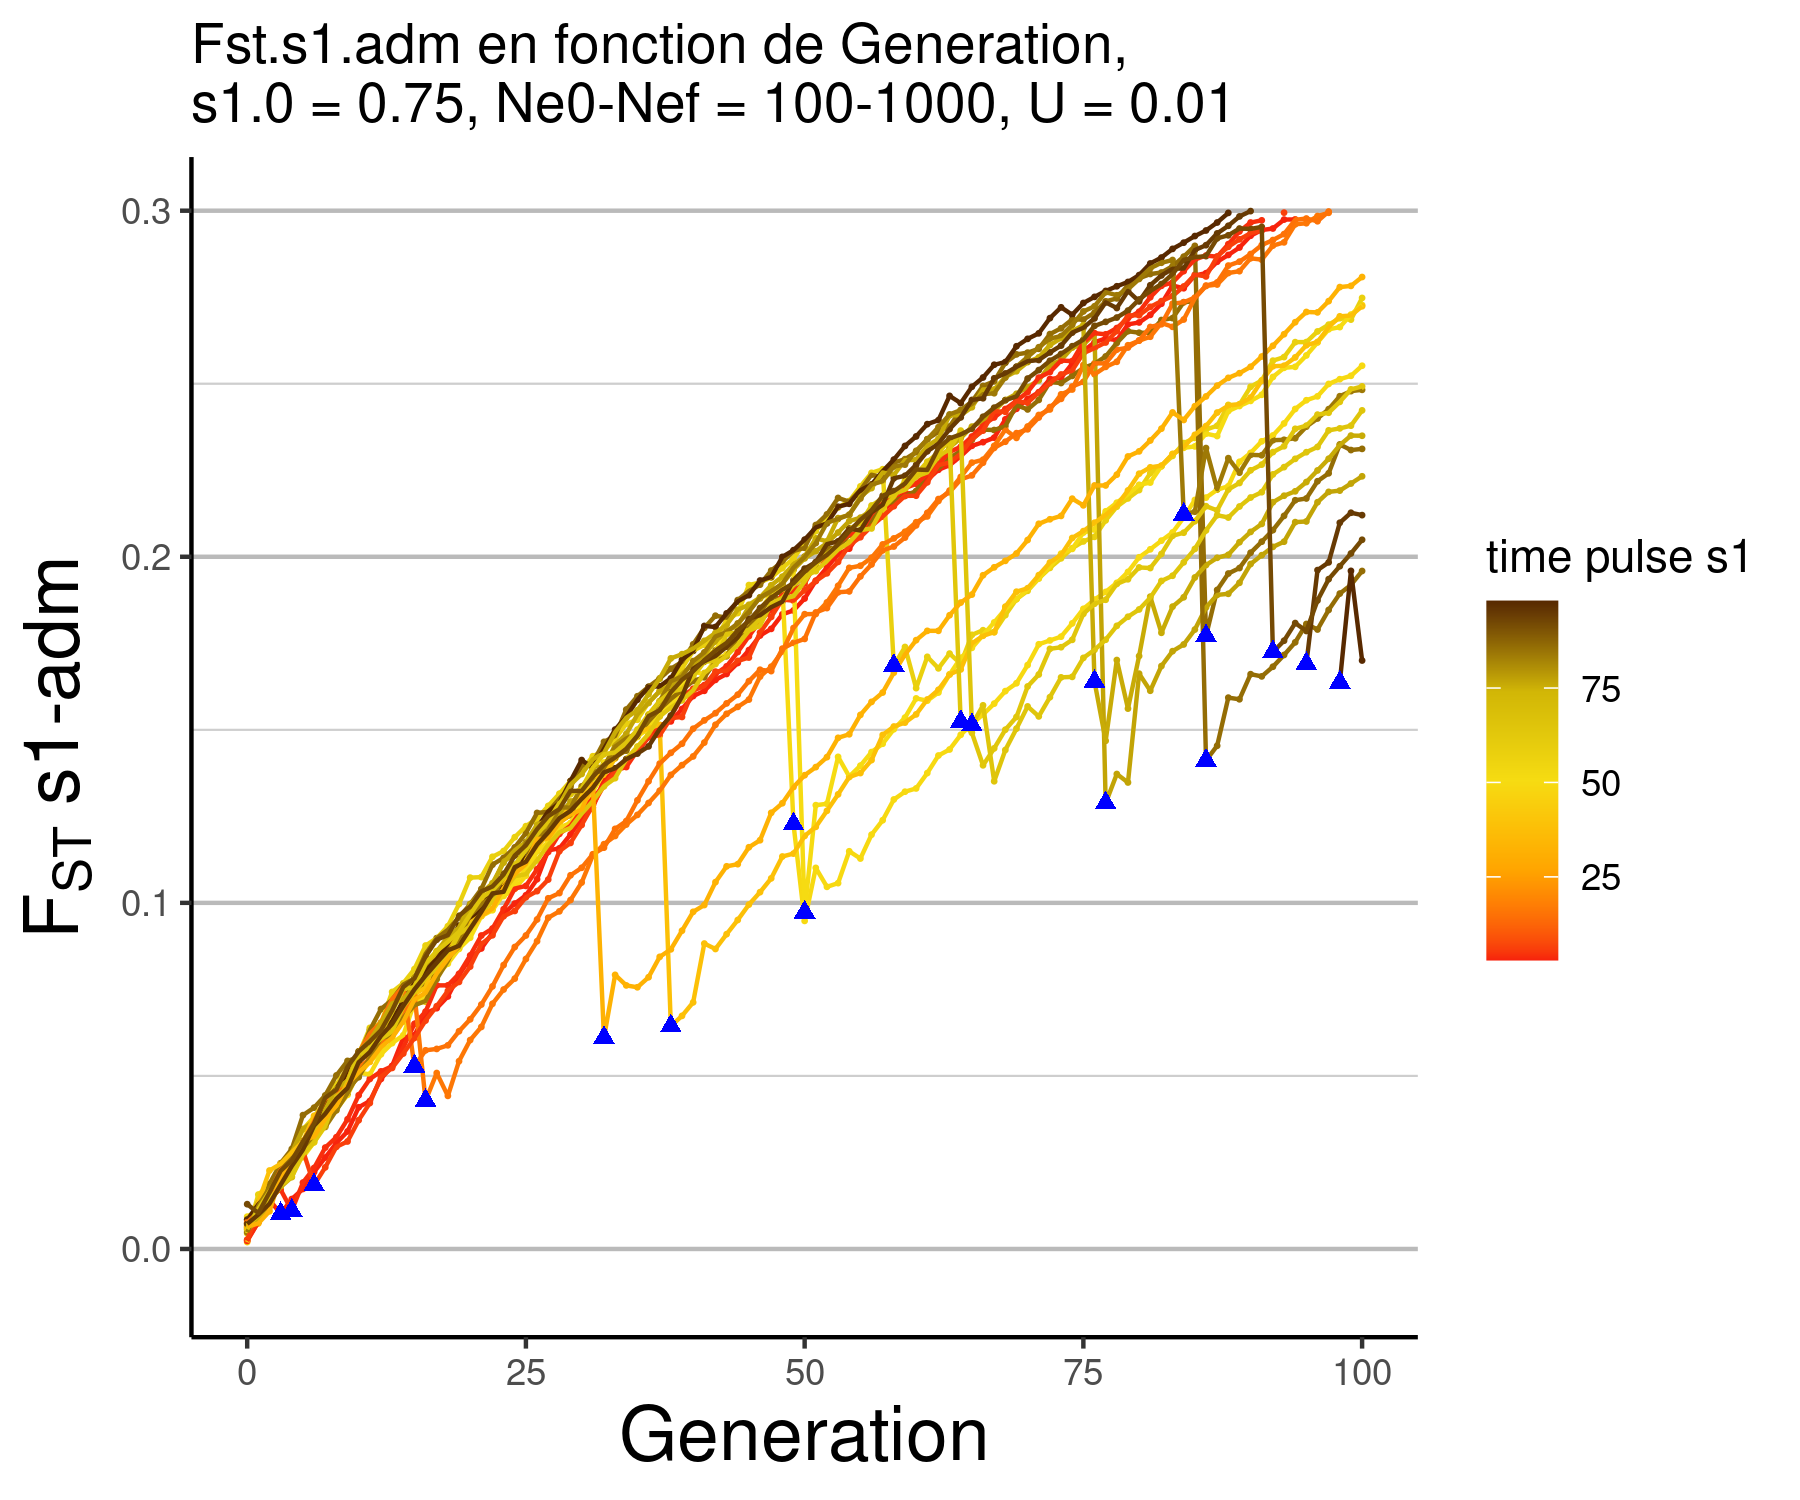 Fst.s1.adm en fonction de Generation,
s1.0 = 0.75, Ne0-Nef = 100-1000, U = 0.01
F ST s1-adm
0.3
0.2
0.1
0.0
0 25 50 75 100
Generation
time pulse s1
75
50
25